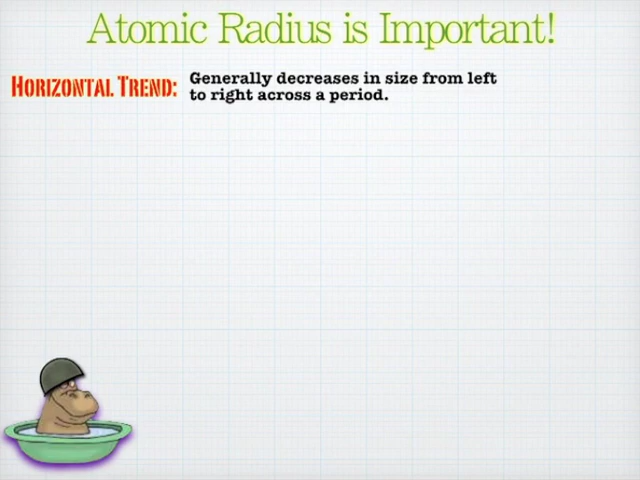 Atomic Radius is Important!
Horizontal Trend: Generally decreases in size from left
to right across a period.